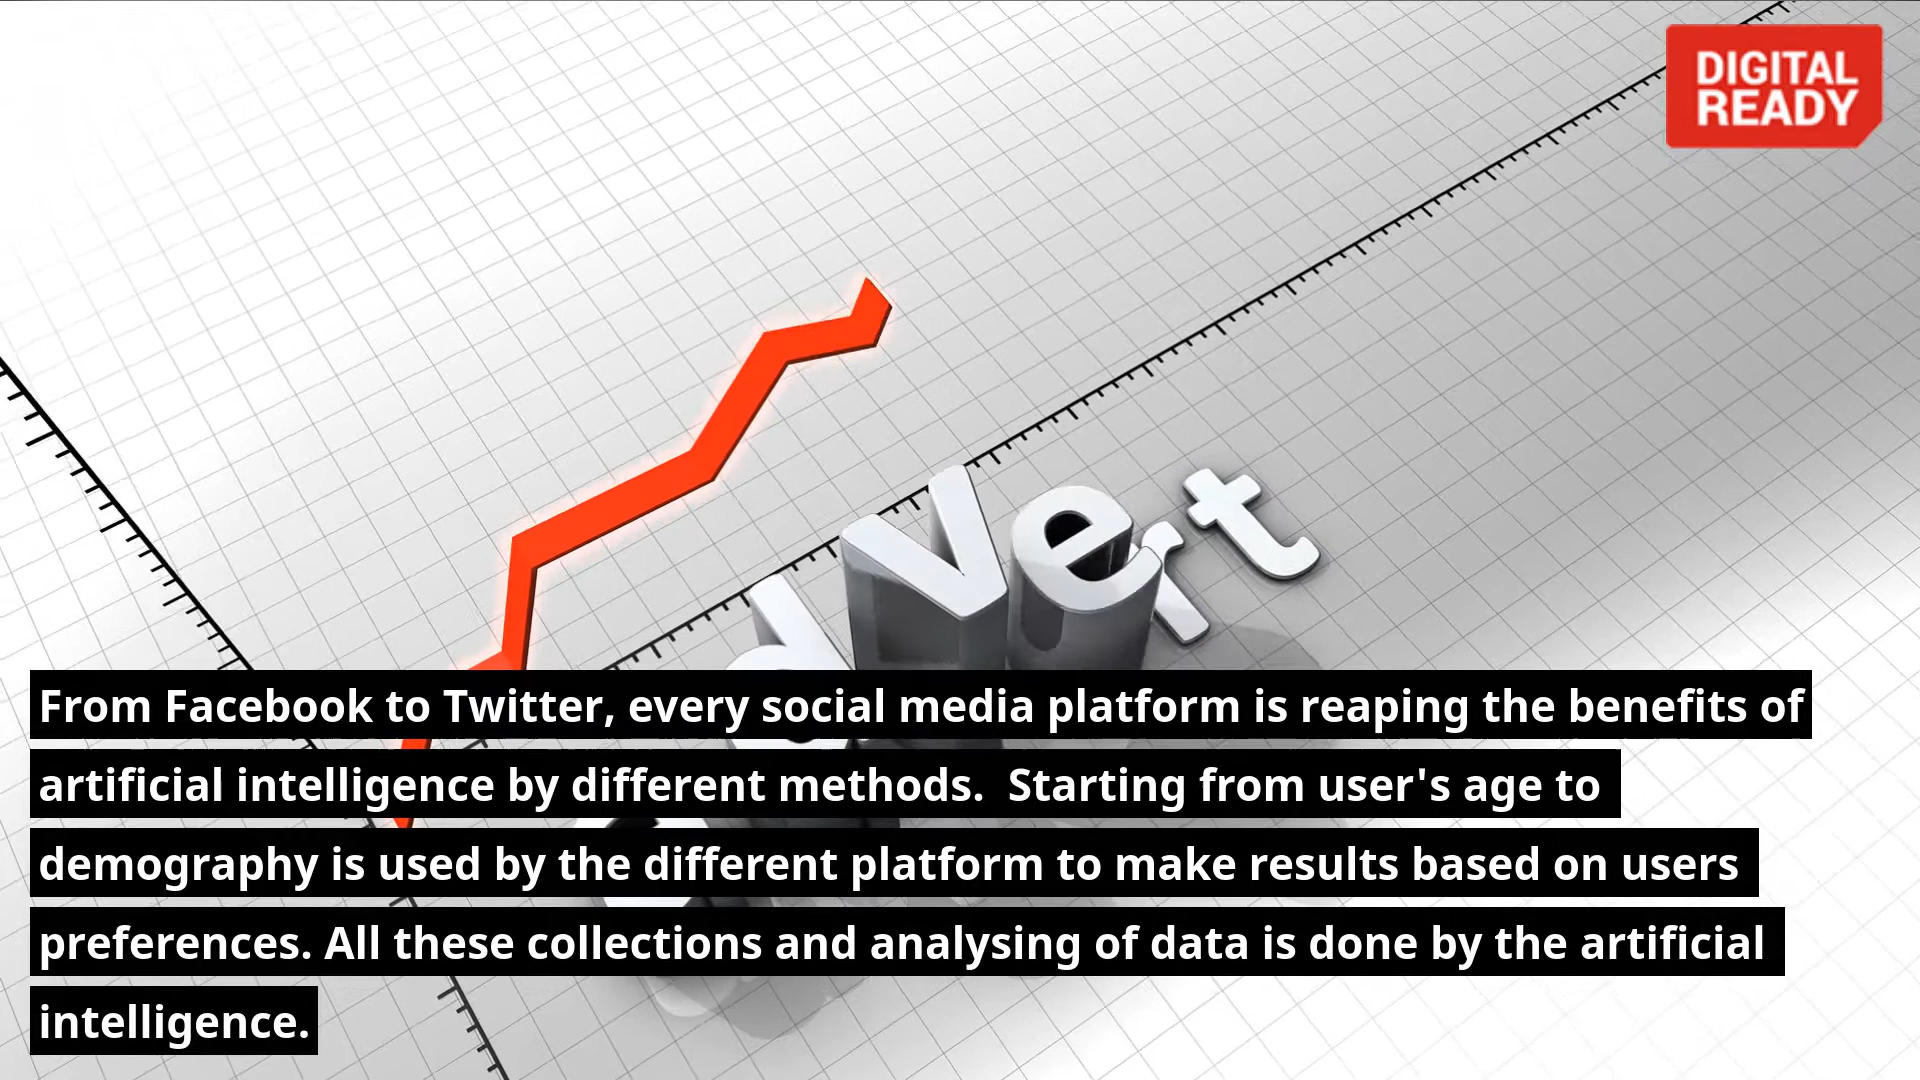 DIGITAL
READY
dvert
From Facebook to Twitter, every social media platform is reaping the benefits of
artificial intelligence by different methods.  Starting from user's age to
demography is used by the different platform to make results based on users
preferences. All these collections and analysing of data is done by the artificial
intelligence.